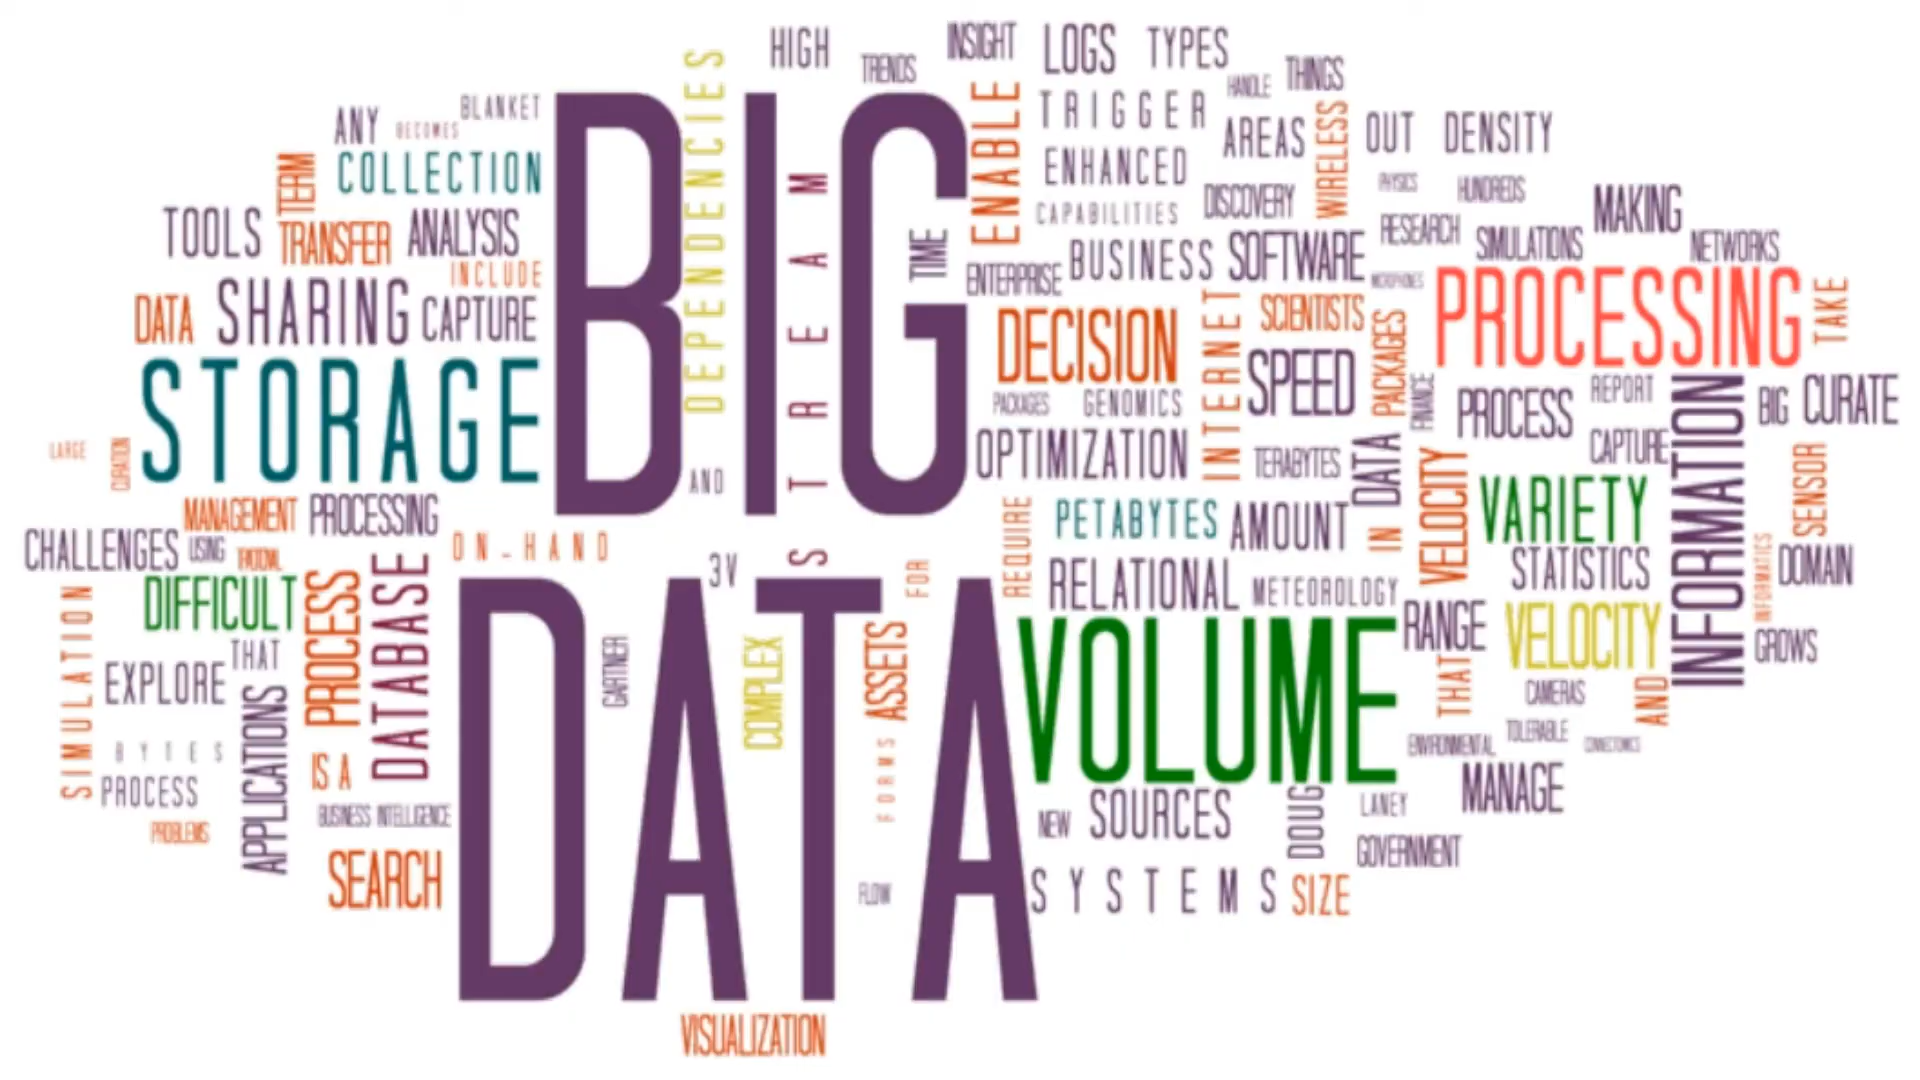 HIGH
TRENDS
INSIGHT
LOGS
TYPES
HANDLE
THINGS
BLANKET
ANY
BECOMES
DEPENDENCIES
BIG
ENABLE
TRIGGER
AREAS
WIRELESS
OUT
DENSITY
TERM
COLLECTION
STREAM
ENHANCED
DISCOVERY
PHYSICS
HUNDREDS
MAKING
TOOLS
TRANSFER
ANALYSIS
TIME
CAPABILITIES
BUSINESS
SOFTWARE
RESEARCH
SIMULATIONS
NETWORKS
INCLUDE
ENTERPRISE
MICROPHONES
PROCESSING
TAKE
DATA
SHARING
CAPTURE
DECISION
INTERNET
SCIENTISTS
PACKAGES
STORAGE
SPEED
FINANCE
PROCESS
REPORT
INFORMATION
BIG
CURATE
PACKAGES
GENOMICS
LARGE
CURATION
AND
OPTIMIZATION
TERABYTES
DATA
VELOCITY
CAPTURE
SENSOR
MANAGEMENT
PROCESSING
REQUIRE
PETABYTES
AMOUNT
IN
VARIETY
CHALLENGES
USING
ON-HAND
3V
FOR
RELATIONAL
METEOROLOGY
STATISTICS
INFORMATICS
DOMAIN
SIMULATION
DIFFICULT
PROCESS
DATABASE
DATA
GARTNER
COMPLEX
ASSETS
VOLUME
RANGE
VELOCITY
GROWS
EXPLORE
THAT
THAT
CAMERAS
AND
APPLICATIONS
BYTES
TOLERABLE
ENVIRONMENTAL
CONNECTOMICS
PROCESS
IS A
FORMS
MANAGE
PROBLEMS
BUSINESS INTELLIGENCE
NEW
SOURCES
DOUG
LANEY
GOVERNMENT
SEARCH
FLOW
SYSTEMS
SIZE
VISUALIZATION